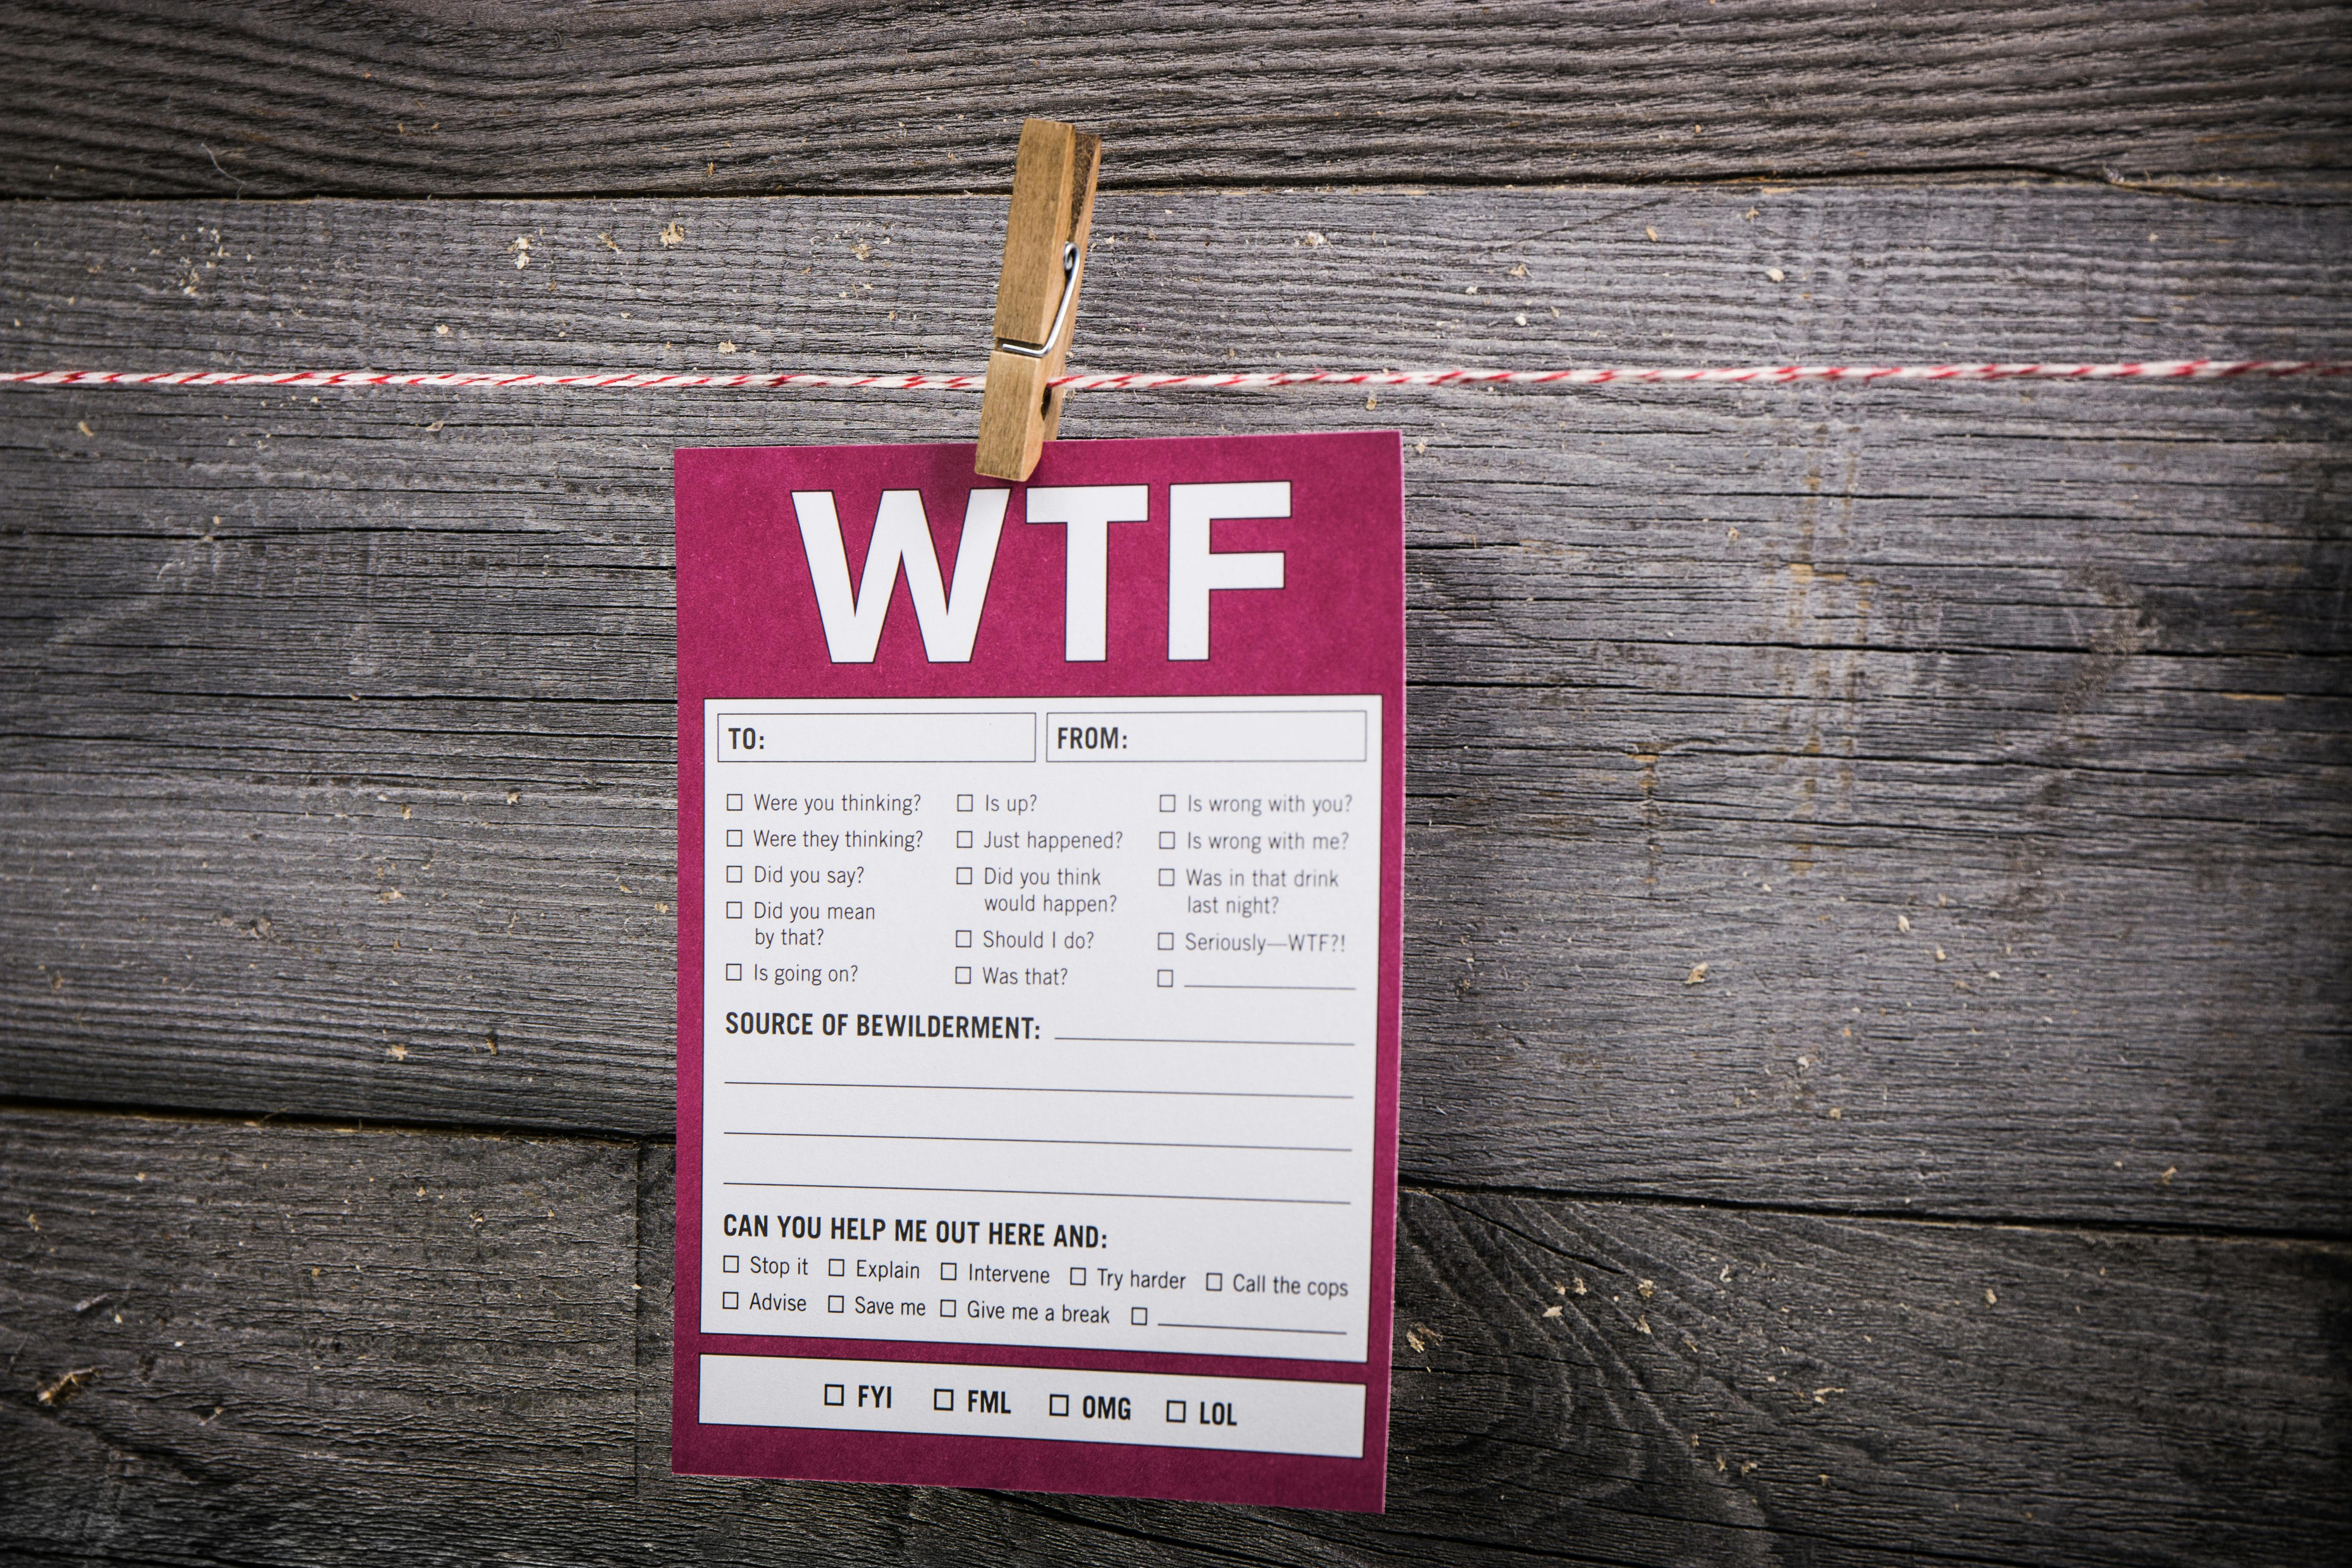 WTF
TO: FROM:
☐ Were you thinking? ☐ Is up? ☐ Is wrong with you?
☐ Were they thinking? ☐ Just happened? ☐ Is wrong with me?
☐ Did you say? ☐ Did you think ☐ Was in that drink
would happen? last night?
☐ Did you mean
by that? ☐ Should I do? ☐ Seriously—WTF?!
☐ Is going on? ☐ Was that? ☐
SOURCE OF BEWILDERMENT:
CAN YOU HELP ME OUT HERE AND:
☐ Stop it ☐ Explain ☐ Intervene ☐ Try harder ☐ Call the cops
☐ Advise ☐ Save me ☐ Give me a break ☐
☐ FYI ☐ FML ☐ OMG ☐ LOL